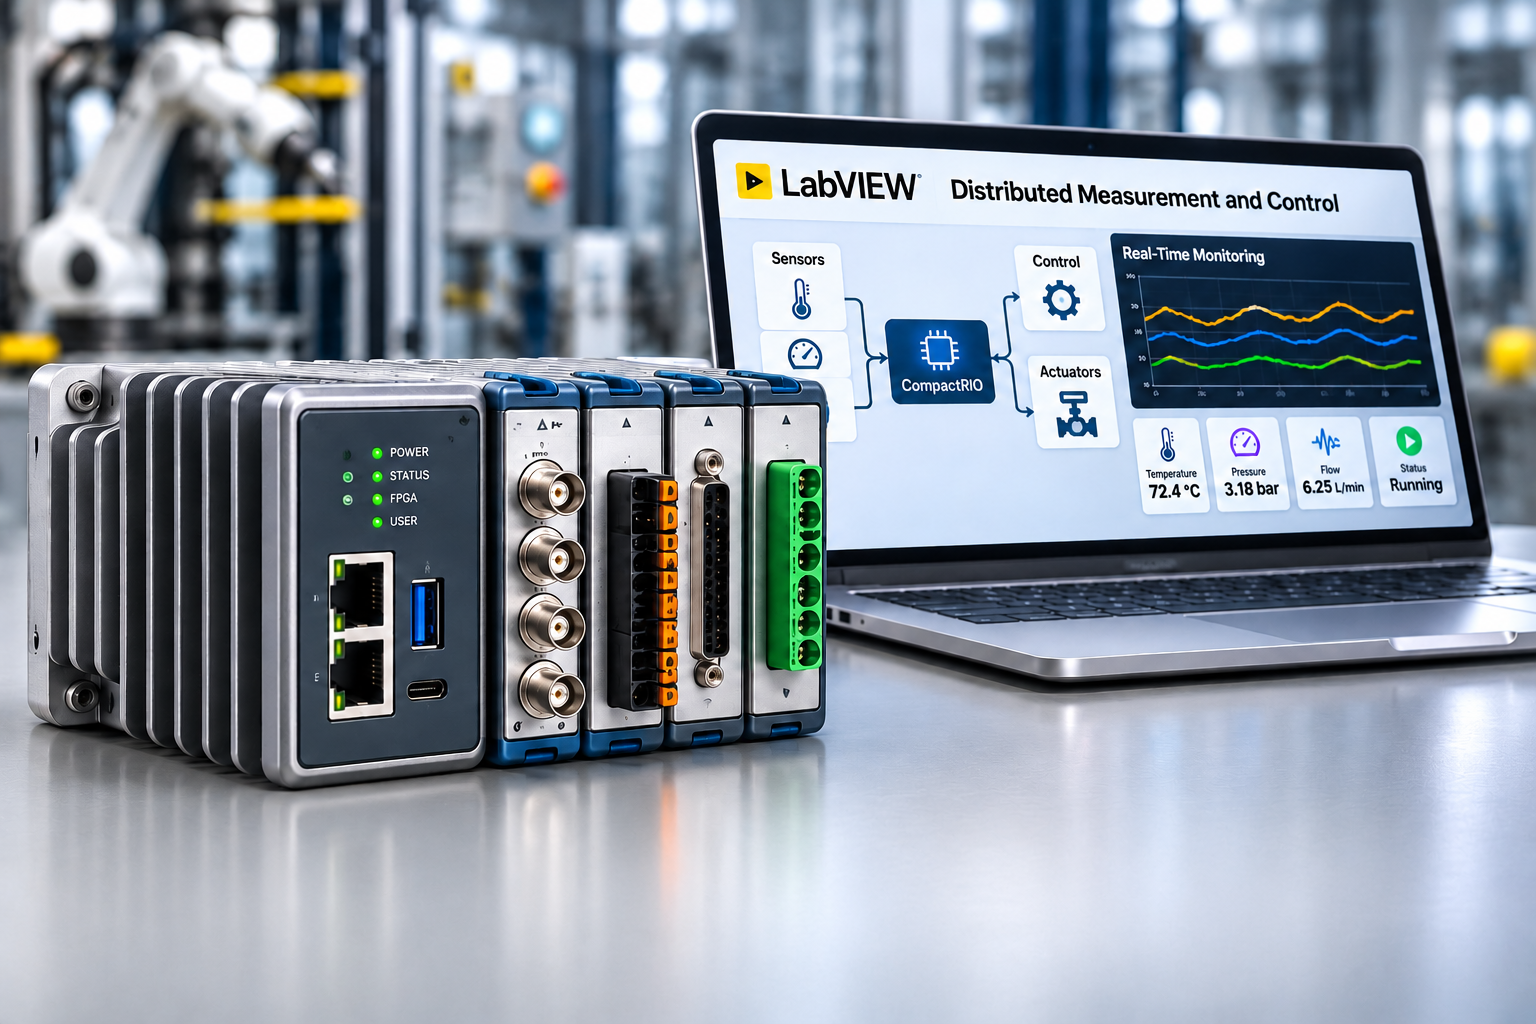 LabVIEW
Distributed Measurement and Control
Sensors
Control
Actuators
CompactRIO
Real-Time Monitoring
Temperature
72.4 °C
Pressure
3.18 bar
Flow
6.25 L/min
Status
Running
POWER
STATUS
FPGA
USER